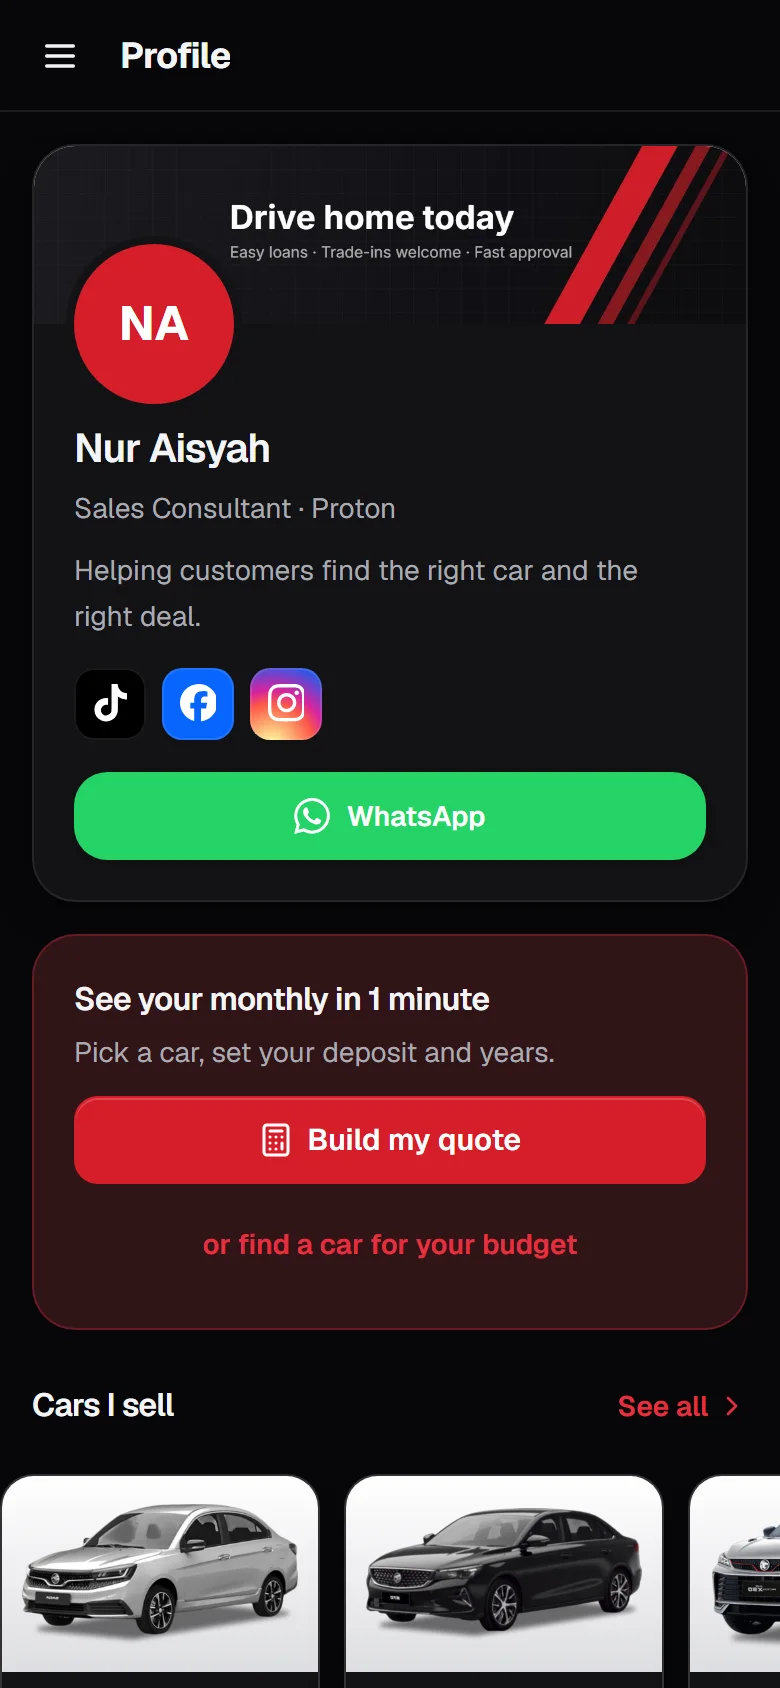 Profile
Drive home today
Easy loans · Trade-ins welcome · Fast approval
NA
Nur Aisyah
Sales Consultant · Proton
Helping customers find the right car and the
right deal.
WhatsApp
See your monthly in 1 minute
Pick a car, set your deposit and years.
Build my quote
or find a car for your budget
Cars I sell
See all